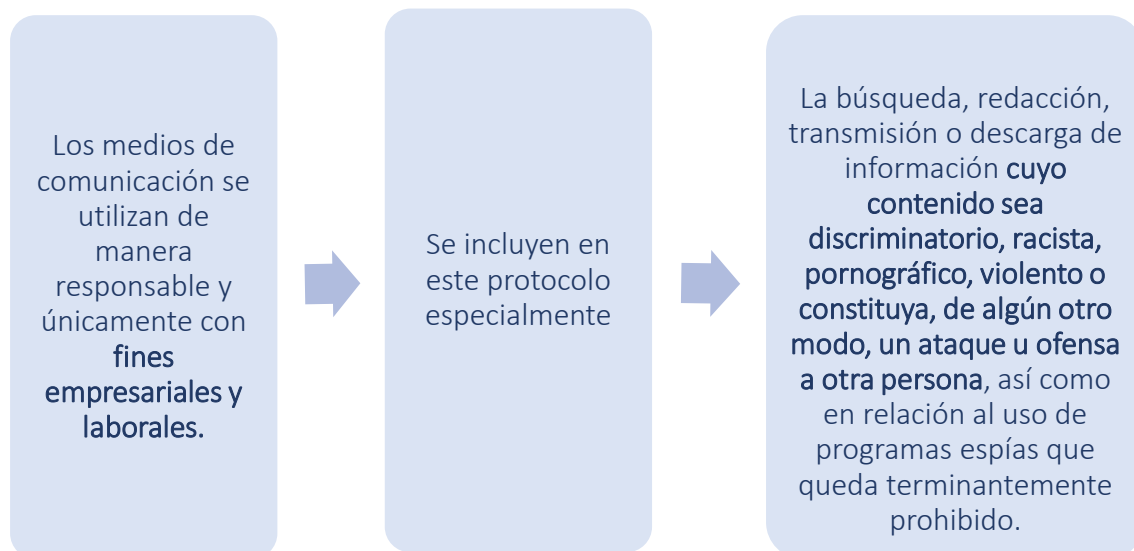 Los medios de
comunicación se
utilizan de
manera
responsable y
únicamente con
fines
empresariales y
laborales.
Se incluyen en
este protocolo
especialmente
La búsqueda, redacción,
transmisión o descarga de
información cuyo
contenido sea
discriminatorio, racista,
pornográfico, violento o
constituya, de algún otro
modo, un ataque u ofensa
a otra persona, así como
en relación al uso de
programas espías que
queda terminantemente
prohibido.